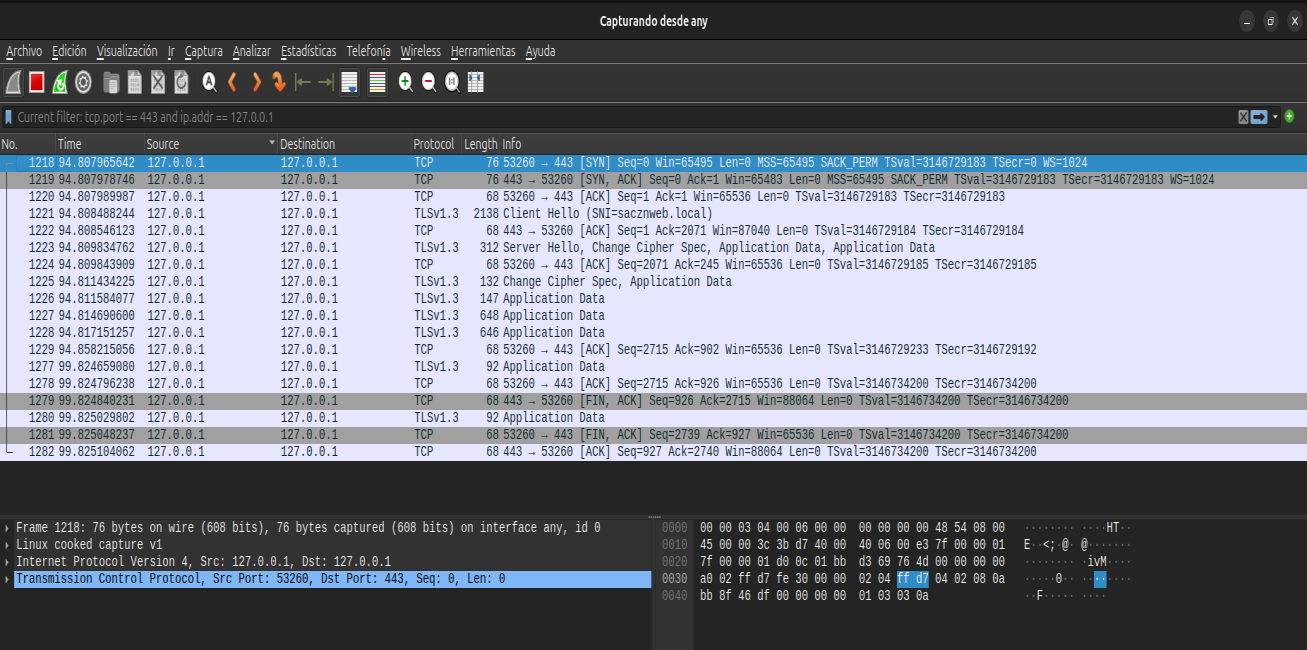 Capturando desde any
Archivo Edición Visualización Ir Captura Analizar Estadísticas Telefonía Wireless Herramientas Ayuda
Current filter: tcp.port == 443 and ip.addr == 127.0.0.1
No. Time Source Destination Protocol Length Info
1218 94.807965642 127.0.0.1 127.0.0.1 TCP 76 53260 → 443 [SYN] Seq=0 Win=65495 Len=0 MSS=65495 SACK_PERM TSval=3146729183 TSecr=0 WS=1024
1219 94.807978746 127.0.0.1 127.0.0.1 TCP 76 443 → 53260 [SYN, ACK] Seq=0 Ack=1 Win=65483 Len=0 MSS=65495 SACK_PERM TSval=3146729183 TSecr=3146729183 WS=1024
1220 94.807989987 127.0.0.1 127.0.0.1 TCP 68 53260 → 443 [ACK] Seq=1 Ack=1 Win=65536 Len=0 TSval=3146729183 TSecr=3146729183
1221 94.808488244 127.0.0.1 127.0.0.1 TLSv1.3 2138 Client Hello (SNI=sacznweb.local)
1222 94.808546123 127.0.0.1 127.0.0.1 TCP 68 443 → 53260 [ACK] Seq=1 Ack=2071 Win=87040 Len=0 TSval=3146729184 TSecr=3146729184
1223 94.809834762 127.0.0.1 127.0.0.1 TLSv1.3 312 Server Hello, Change Cipher Spec, Application Data, Application Data
1224 94.809843909 127.0.0.1 127.0.0.1 TCP 68 53260 → 443 [ACK] Seq=2071 Ack=245 Win=65536 Len=0 TSval=3146729185 TSecr=3146729185
1225 94.811434225 127.0.0.1 127.0.0.1 TLSv1.3 132 Change Cipher Spec, Application Data
1226 94.811584077 127.0.0.1 127.0.0.1 TLSv1.3 147 Application Data
1227 94.814690600 127.0.0.1 127.0.0.1 TLSv1.3 648 Application Data
1228 94.817151257 127.0.0.1 127.0.0.1 TLSv1.3 646 Application Data
1229 94.858215056 127.0.0.1 127.0.0.1 TCP 68 53260 → 443 [ACK] Seq=2715 Ack=902 Win=65536 Len=0 TSval=3146729233 TSecr=3146729192
1277 99.824659080 127.0.0.1 127.0.0.1 TLSv1.3 92 Application Data
1278 99.824796238 127.0.0.1 127.0.0.1 TCP 68 53260 → 443 [ACK] Seq=2715 Ack=926 Win=65536 Len=0 TSval=3146734200 TSecr=3146734200
1279 99.824840231 127.0.0.1 127.0.0.1 TCP 68 443 → 53260 [FIN, ACK] Seq=926 Ack=2715 Win=88064 Len=0 TSval=3146734200 TSecr=3146734200
1280 99.825029802 127.0.0.1 127.0.0.1 TLSv1.3 92 Application Data
1281 99.825048237 127.0.0.1 127.0.0.1 TCP 68 53260 → 443 [FIN, ACK] Seq=2739 Ack=927 Win=65536 Len=0 TSval=3146734200 TSecr=3146734200
1282 99.825104062 127.0.0.1 127.0.0.1 TCP 68 443 → 53260 [ACK] Seq=927 Ack=2740 Win=88064 Len=0 TSval=3146734200 TSecr=3146734200
Frame 1218: 76 bytes on wire (608 bits), 76 bytes captured (608 bits) on interface any, id 0
Linux cooked capture v1
Internet Protocol Version 4, Src: 127.0.0.1, Dst: 127.0.0.1
Transmission Control Protocol, Src Port: 53260, Dst Port: 443, Seq: 0, Len: 0
0000 00 00 03 04 00 06 00 00 00 00 00 00 48 54 08 00 ········ ····HT··
0010 45 00 00 3c 3b d7 40 00 40 06 00 e3 7f 00 00 01 E··<;·@· @·······
0020 7f 00 00 01 d0 0c 01 bb d3 69 76 4d 00 00 00 00 ········ ·ivM····
0030 a0 02 ff d7 fe 30 00 00 02 04 ff d7 04 02 08 0a ·····0·· ········
0040 bb 8f 46 df 00 00 00 00 01 03 03 0a ··F····· ····